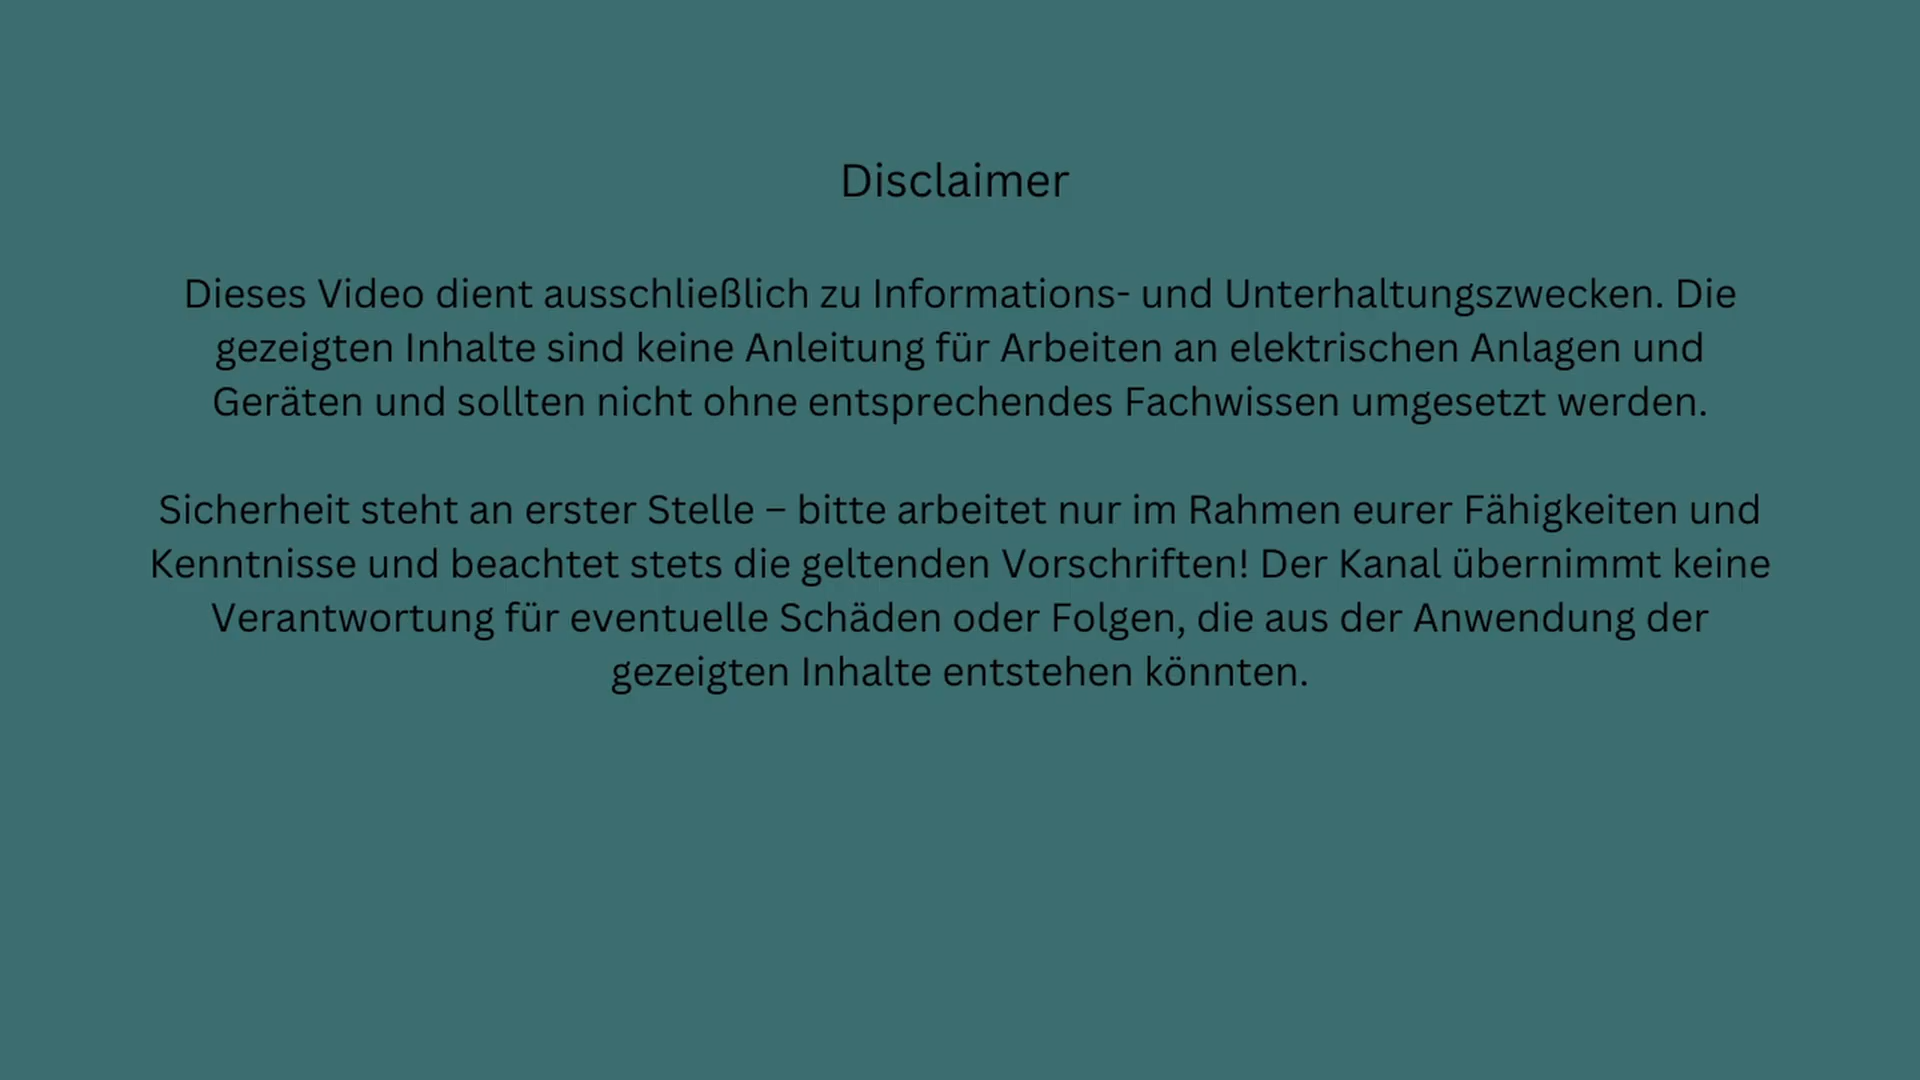 Disclaimer
Dieses Video dient ausschließlich zu Informations- und Unterhaltungszwecken. Die
gezeigten Inhalte sind keine Anleitung für Arbeiten an elektrischen Anlagen und
Geräten und sollten nicht ohne entsprechendes Fachwissen umgesetzt werden.
Sicherheit steht an erster Stelle – bitte arbeitet nur im Rahmen eurer Fähigkeiten und
Kenntnisse und beachtet stets die geltenden Vorschriften! Der Kanal übernimmt keine
Verantwortung für eventuelle Schäden oder Folgen, die aus der Anwendung der
gezeigten Inhalte entstehen könnten.